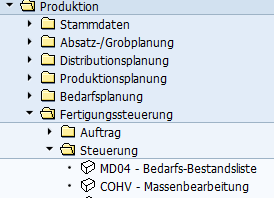 Produktion
Stammdaten
Absatz-/Grobplanung
Distributionsplanung
Produktionsplanung
Bedarfsplanung
Fertigungssteuerung
Auftrag
Steuerung
MD04 - Bedarfs-Bestandsliste
COHV - Massenbearbeitung